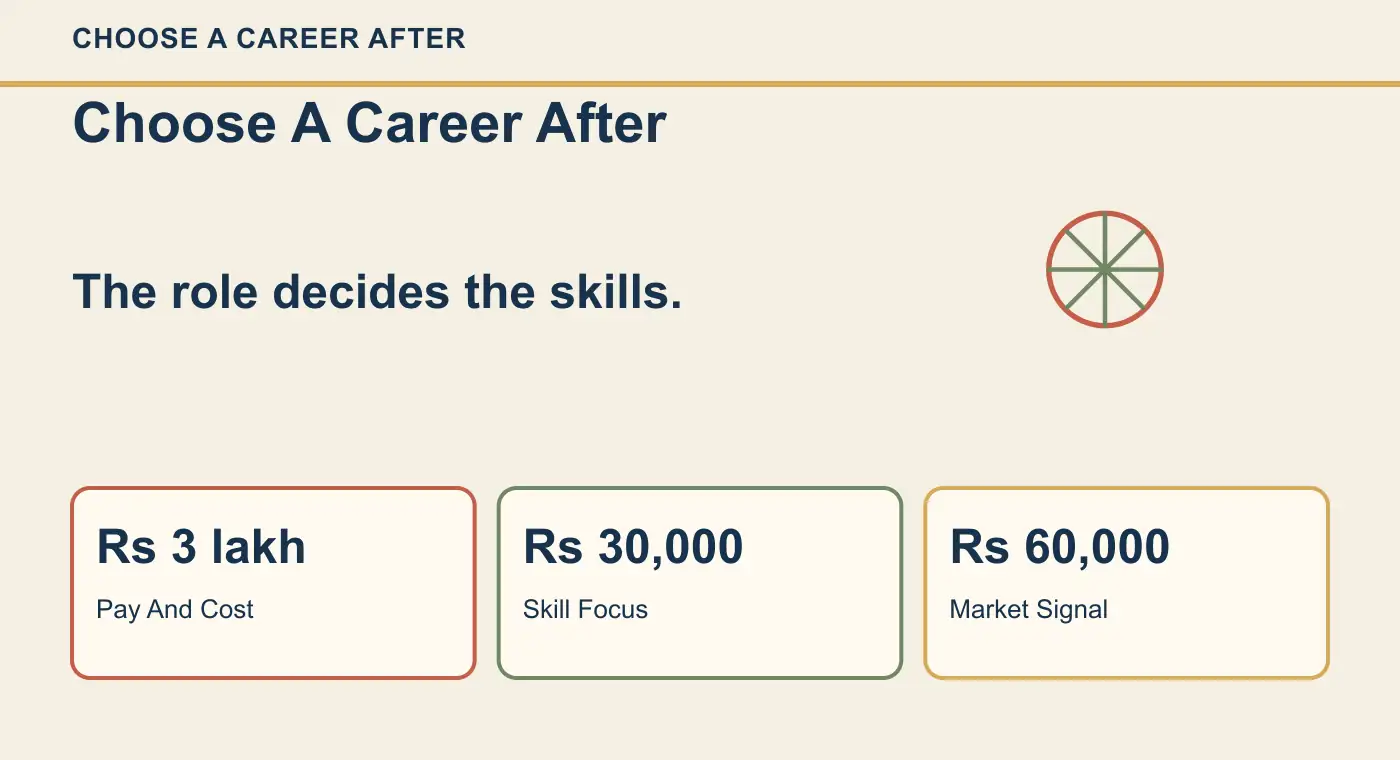 CHOOSE A CAREER AFTER
Choose A Career After
The role decides the skills.
Rs 3 lakh
Pay And Cost
Rs 30,000
Skill Focus
Rs 60,000
Market Signal